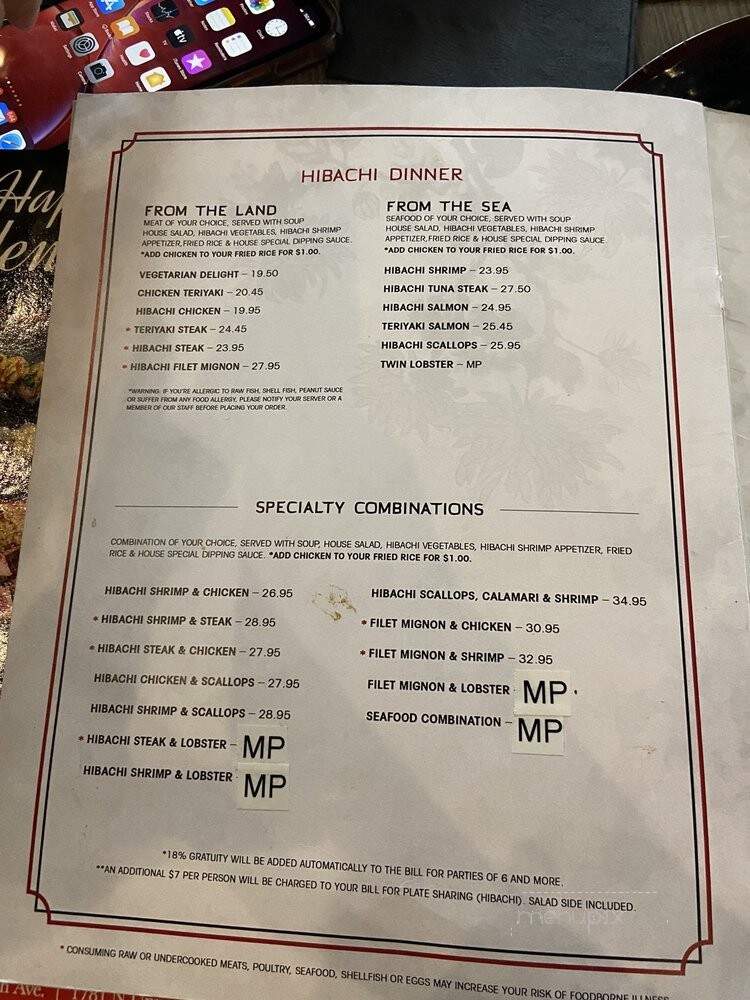 HIBACHI DINNER
FROM THE LAND
MEAT OF YOUR CHOICE, SERVED WITH SOUP
HOUSE SALAD, HIBACHI VEGETABLES, HIBACHI SHRIMP
APPETIZER, FRIED RICE & HOUSE SPECIAL DIPPING SAUCE.
*ADD CHICKEN TO YOUR FRIED RICE FOR $1.00.
VEGETARIAN DELIGHT – 19.50
CHICKEN TERIYAKI – 20.45
HIBACHI CHICKEN – 19.95
* TERIYAKI STEAK – 24.45
* HIBACHI STEAK – 23.95
* HIBACHI FILET MIGNON – 27.95
*WARNING: IF YOU'RE ALLERGIC TO RAW FISH, SHELL FISH, PEANUT SAUCE
OR SUFFER FROM ANY FOOD ALLERGY, PLEASE NOTIFY YOUR SERVER OR A
MEMBER OF OUR STAFF BEFORE PLACING YOUR ORDER.
FROM THE SEA
SEAFOOD OF YOUR CHOICE, SERVED WITH SOUP
HOUSE SALAD, HIBACHI VEGETABLES, HIBACHI SHRIMP
APPETIZER, FRIED RICE & HOUSE SPECIAL DIPPING SAUCE
*ADD CHICKEN TO YOUR FRIED RICE FOR $1.00.
HIBACHI SHRIMP – 23.95
HIBACHI TUNA STEAK – 27.50
HIBACHI SALMON – 24.95
TERIYAKI SALMON – 25.45
HIBACHI SCALLOPS – 25.95
TWIN LOBSTER – MP
SPECIALTY COMBINATIONS
COMBINATION OF YOUR CHOICE, SERVED WITH SOUP, HOUSE SALAD, HIBACHI VEGETABLES, HIBACHI SHRIMP APPETIZER, FRIED
RICE & HOUSE SPECIAL DIPPING SAUCE. *ADD CHICKEN TO YOUR FRIED RICE FOR $1.00.
HIBACHI SHRIMP & CHICKEN – 26.95
* HIBACHI SHRIMP & STEAK – 28.95
* HIBACHI STEAK & CHICKEN – 27.95
HIBACHI CHICKEN & SCALLOPS – 27.95
HIBACHI SHRIMP & SCALLOPS – 28.95
* HIBACHI STEAK & LOBSTER – MP
HIBACHI SHRIMP & LOBSTER MP
HIBACHI SCALLOPS, CALAMARI & SHRIMP – 34.95
* FILET MIGNON & CHICKEN – 30.95
* FILET MIGNON & SHRIMP – 32.95
FILET MIGNON & LOBSTER MP
SEAFOOD COMBINATION – MP
*18% GRATUITY WILL BE ADDED AUTOMATICALLY TO THE BILL FOR PARTIES OF 6 AND MORE.
**AN ADDITIONAL $7 PER PERSON WILL BE CHARGED TO YOUR BILL FOR PLATE SHARING (HIBACHI). SALAD SIDE INCLUDED.
menupix
* CONSUMING RAW OR UNDERCOOKED MEATS, POULTRY, SEAFOOD, SHELLFISH OR EGGS MAY INCREASE YOUR RISK OF FOODBORNE ILLNESS